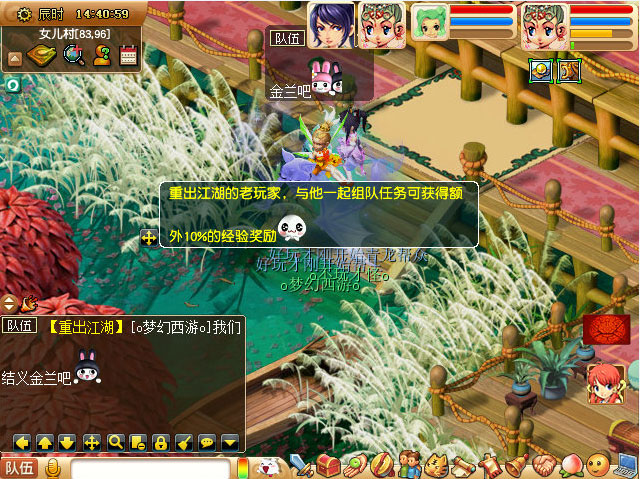 辰时 14:40:59
女儿村[83,96]
队伍
金兰吧
重出江湖的老玩家，与他一起组队任务可获得额
外10%的经验奖励
o梦幻西游o
队伍 【重出江湖】[o梦幻西游o]我们
结义金兰吧
队伍